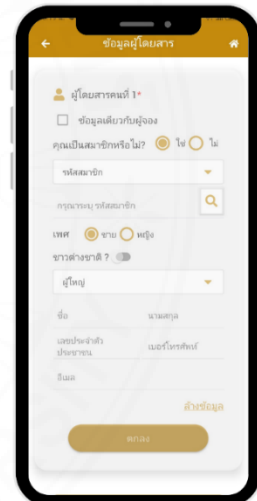 ข้อมูลผู้โดยสาร
ผู้โดยสารคนที่ 1*
ข้อมูลเดียวกับผู้จอง
คุณเป็นสมาชิกหรือไม่? ใช่ ไม่
รหัสสมาชิก
กรุณาระบุ รหัสสมาชิก
เพศ ชาย หญิง
ชาวต่างชาติ ?
ผู้ใหญ่
ชื่อ นามสกุล
เลขประจำตัว
ประชาชน เบอร์โทรศัพท์
อีเมล
ล้างข้อมูล
ตกลง